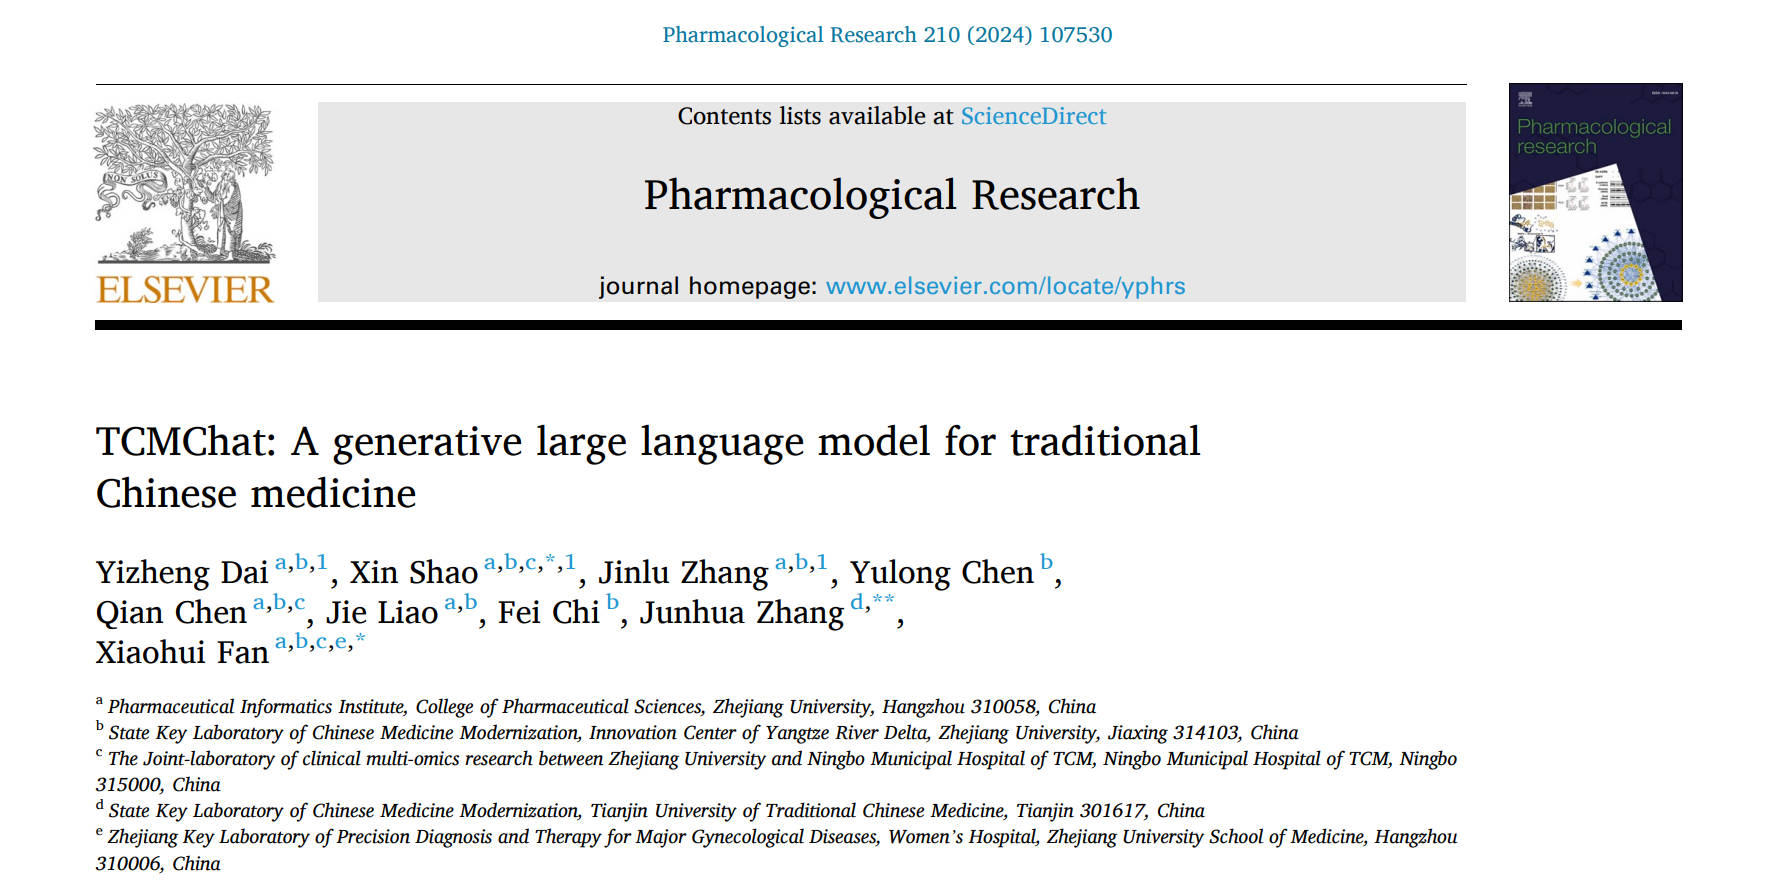 Pharmacological Research 210 (2024) 107530
Contents lists available at ScienceDirect
Pharmacological Research
journal homepage: www.elsevier.com/locate/yphrs
NON SOLUS
ELSEVIER
Pharmacological
research
TCMChat: A generative large language model for traditional
Chinese medicine
Yizheng Dai a,b,1, Xin Shao a,b,c,*,1, Jinlu Zhang a,b,1, Yulong Chen b,
Qian Chen a,b,c, Jie Liao a,b, Fei Chi b, Junhua Zhang d,**,
Xiaohui Fan a,b,c,e,*
a Pharmaceutical Informatics Institute, College of Pharmaceutical Sciences, Zhejiang University, Hangzhou 310058, China
b State Key Laboratory of Chinese Medicine Modernization, Innovation Center of Yangtze River Delta, Zhejiang University, Jiaxing 314103, China
c The Joint-laboratory of clinical multi-omics research between Zhejiang University and Ningbo Municipal Hospital of TCM, Ningbo Municipal Hospital of TCM, Ningbo
315000, China
d State Key Laboratory of Chinese Medicine Modernization, Tianjin University of Traditional Chinese Medicine, Tianjin 301617, China
e Zhejiang Key Laboratory of Precision Diagnosis and Therapy for Major Gynecological Diseases, Women's Hospital, Zhejiang University School of Medicine, Hangzhou
310006, China